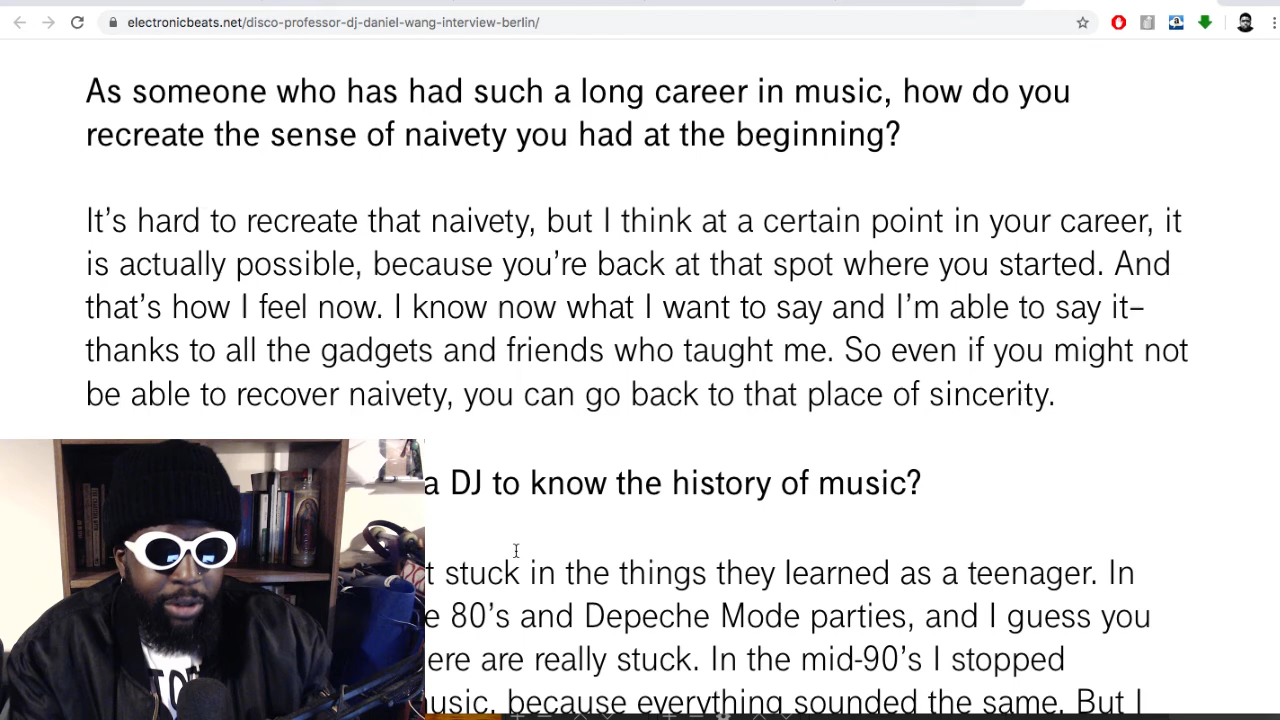 electronicbeats.net/disco-professor-dj-daniel-wang-interview-berlin/
As someone who has had such a long career in music, how do you
recreate the sense of naivety you had at the beginning?
It's hard to recreate that naivety, but I think at a certain point in your career, it
is actually possible, because you're back at that spot where you started. And
that's how I feel now. I know now what I want to say and I'm able to say it–
thanks to all the gadgets and friends who taught me. So even if you might not
be able to recover naivety, you can go back to that place of sincerity.
a DJ to know the history of music?
t stuck in the things they learned as a teenager. In
e 80's and Depeche Mode parties, and I guess you
ere are really stuck. In the mid-90's I stopped
usic, because everything sounded the same. But I